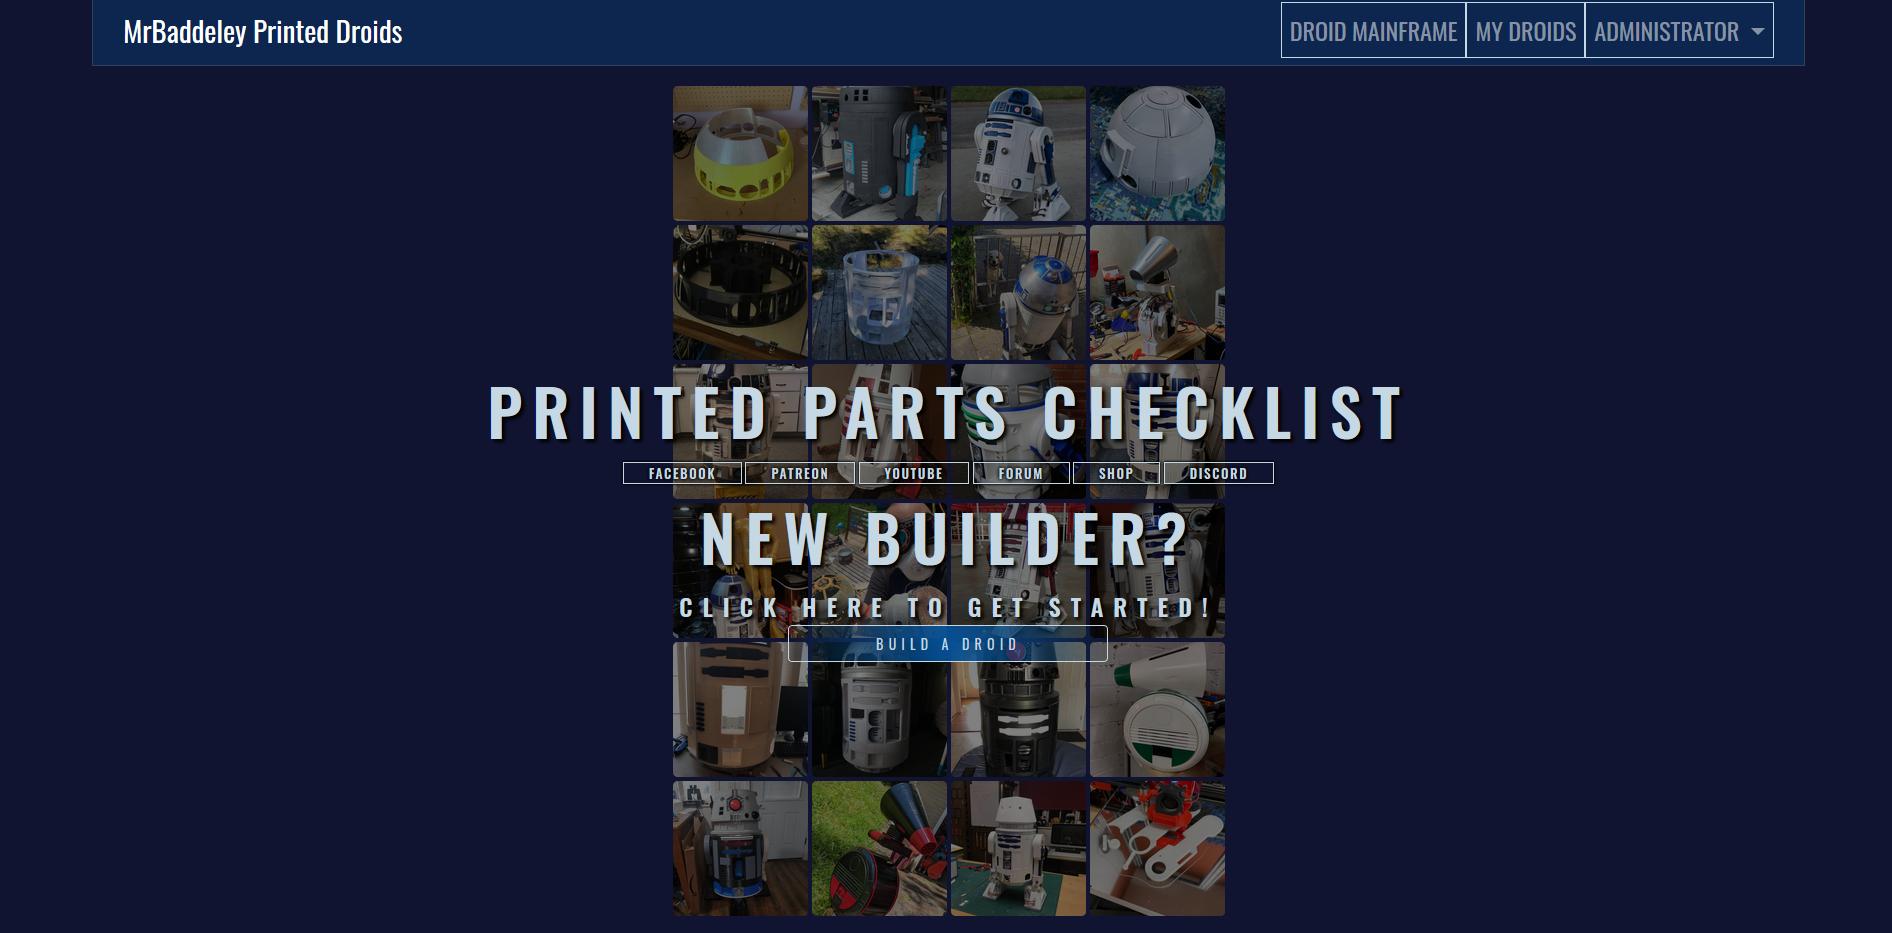 MrBaddeley Printed Droids
DROID MAINFRAME MY DROIDS ADMINISTRATOR
PRINTED PARTS CHECKLIST
FACEBOOK PATREON YOUTUBE FORUM SHOP DISCORD
NEW BUILDER?
CLICK HERE TO GET STARTED!
BUILD A DROID